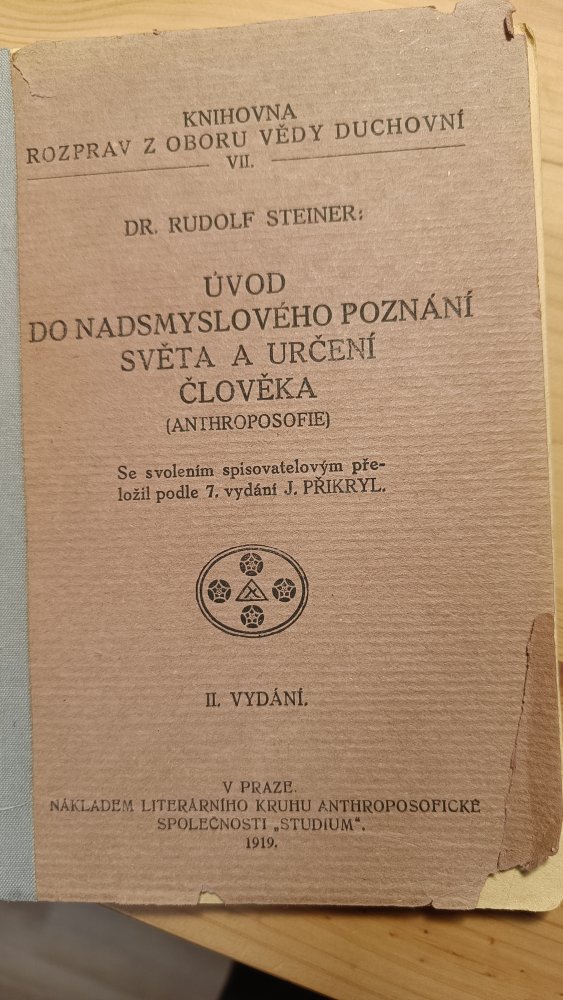 KNIHOVNA
ROZPRAV Z OBORU VĚDY DUCHOVNÍ
VII.
DR. RUDOLF STEINER:
ÚVOD
DO NADSMYSLOVÉHO POZNÁNÍ
SVĚTA A URČENÍ
ČLOVĚKA
(ANTHROPOSOFIE)
Se svolením spisovatelovým pře-
ložil podle 7. vydání J. PŘIKRYL.
II. VYDÁNÍ.
V PRAZE.
NÁKLADEM LITERÁRNÍHO KRUHU ANTHROPOSOFICKÉ
SPOLEČNOSTI „STUDIUM“.
1919.